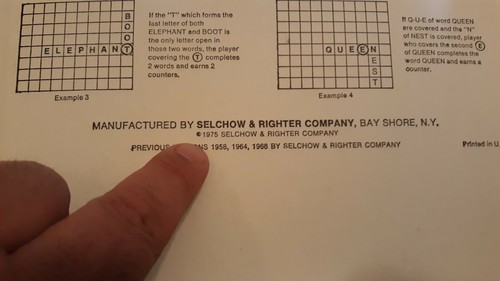 B
O
O
E L E P H A N T
Example 3
If the "T" which forms the
last letter of both
ELEPHANT and BOOT is
the only letter open in
those two words, the player
covering the T completes
2 words and earns 2
counters.
Q U E E N
E
S
T
Example 4
If Q-U-E of word QUEEN
are covered and the "N"
of NEST is covered, player
who covers the second E
of QUEEN completes the
word QUEEN and earns a
counter.
MANUFACTURED BY SELCHOW & RIGHTER COMPANY, BAY SHORE, N.Y.
©1975 SELCHOW & RIGHTER COMPANY
PREVIOUS 1958, 1964, 1968 BY SELCHOW & RIGHTER COMPANY
Printed in U.